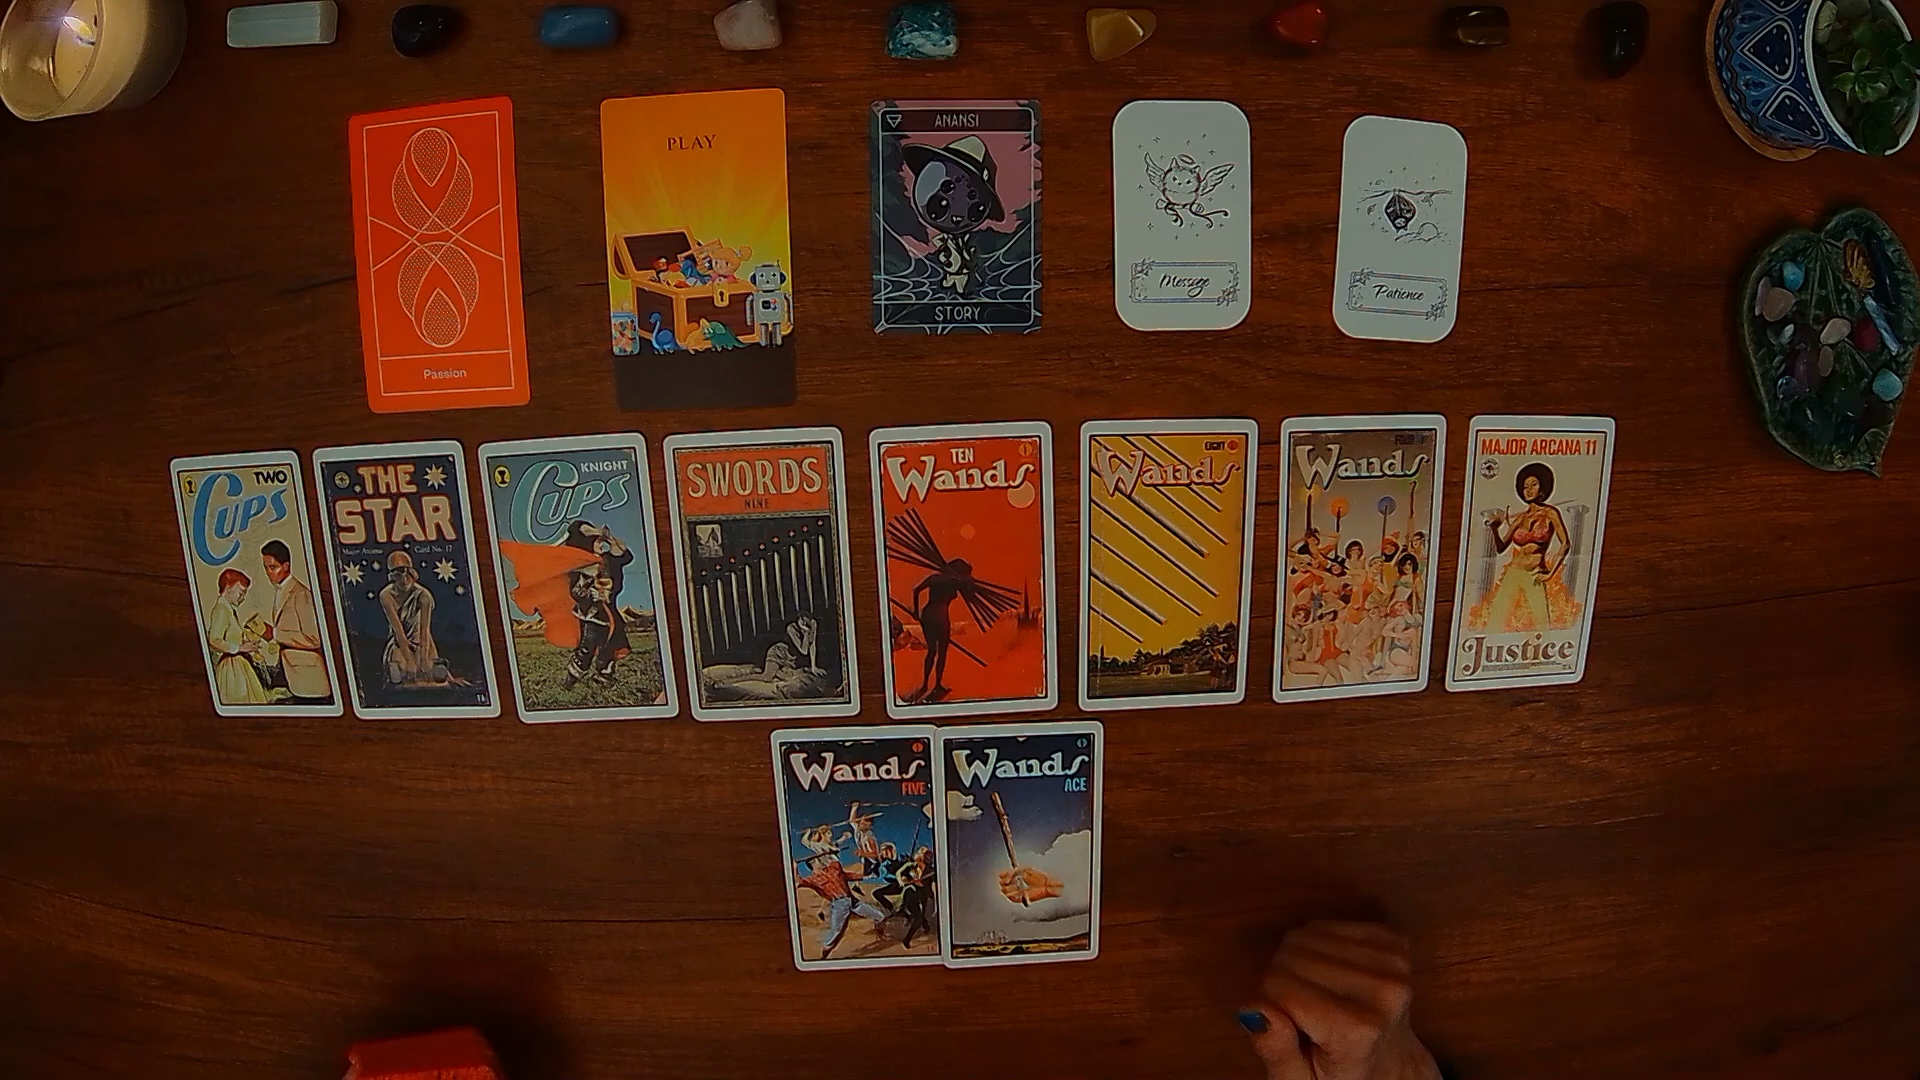 Passion
PLAY
ANANSI
STORY
Message
Patience
TWO
CUPS
THE
STAR
Major Arcana Card No. 17
KNIGHT
CUPS
SWORDS
NINE
TEN
Wands
EIGHT
Wands
FOUR
Wands
MAJOR ARCANA 11
Justice
Wands
FIVE
Wands
ACE